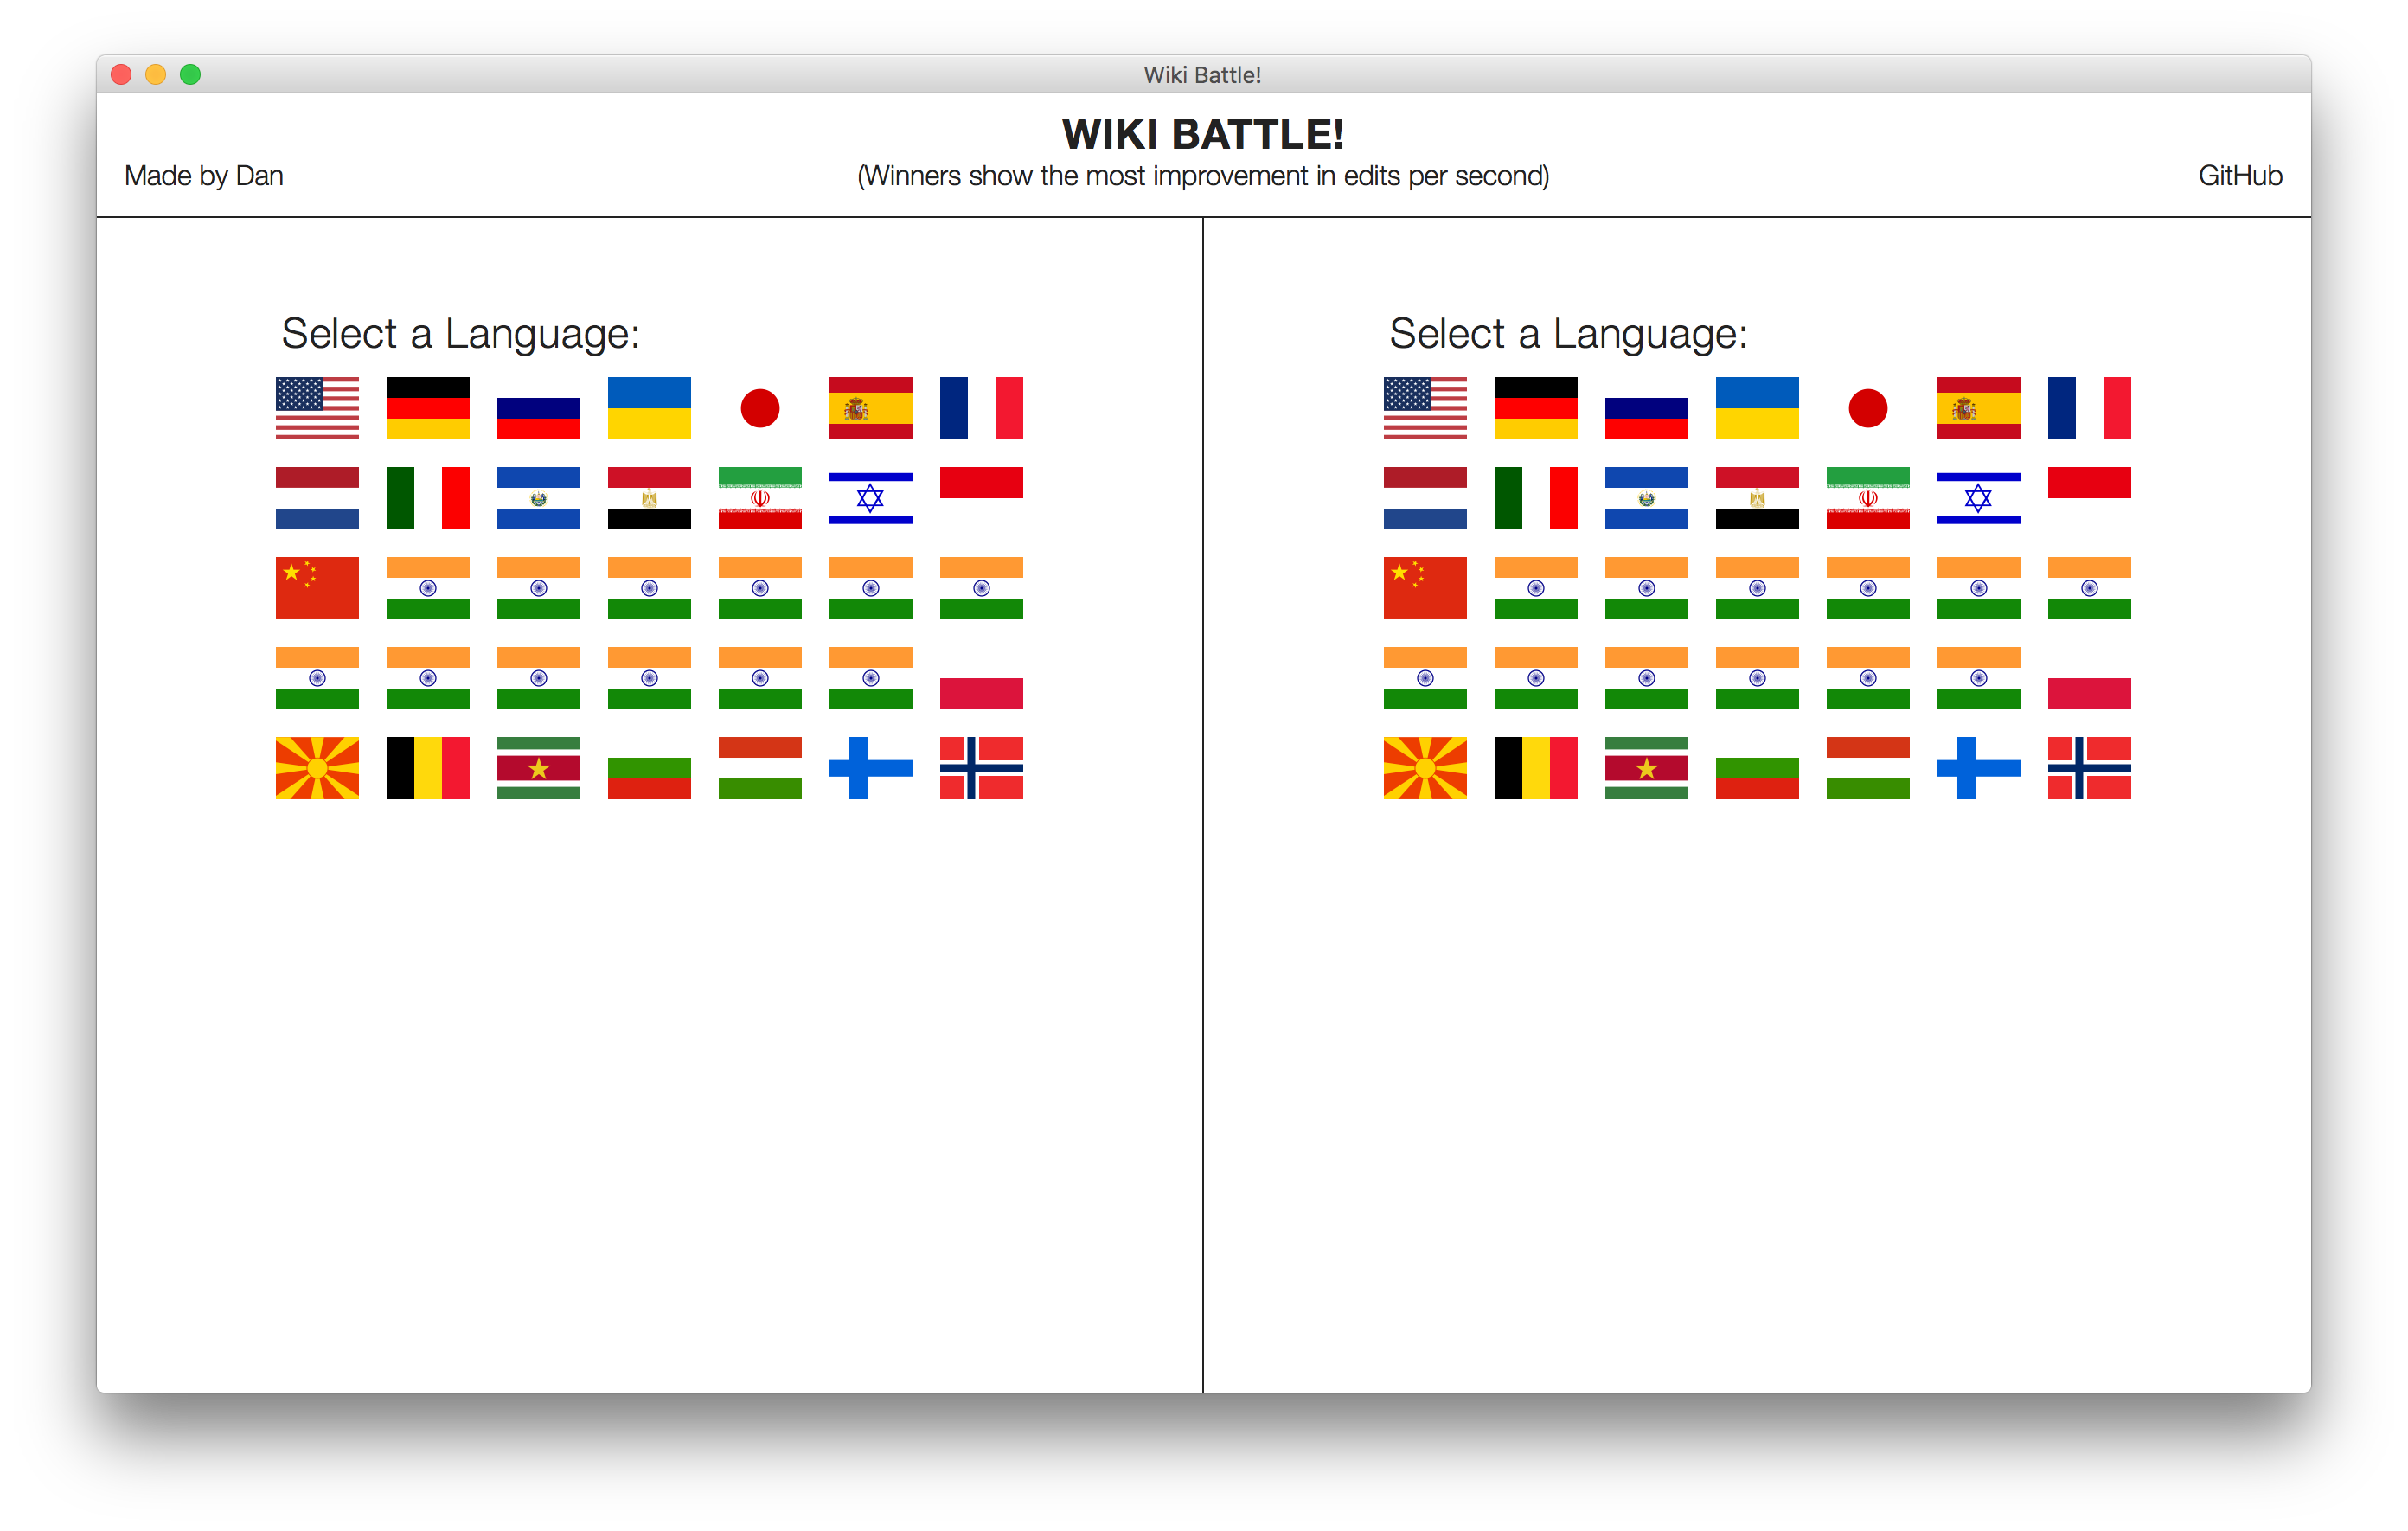 Wiki Battle!
WIKI BATTLE!
Made by Dan
(Winners show the most improvement in edits per second)
GitHub
Select a Language:
Select a Language: